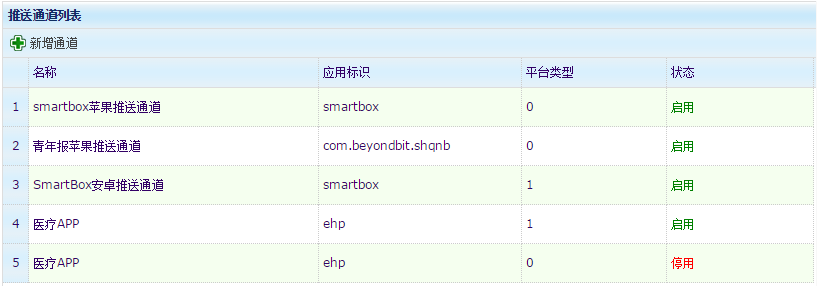 推送通道列表
新增通道
名称 应用标识 平台类型 状态
1 smartbox苹果推送通道 smartbox 0 启用
2 青年报苹果推送通道 com.beyondbit.shqnb 0 启用
3 SmartBox安卓推送通道 smartbox 1 启用
4 医疗APP ehp 1 启用
5 医疗APP ehp 0 停用